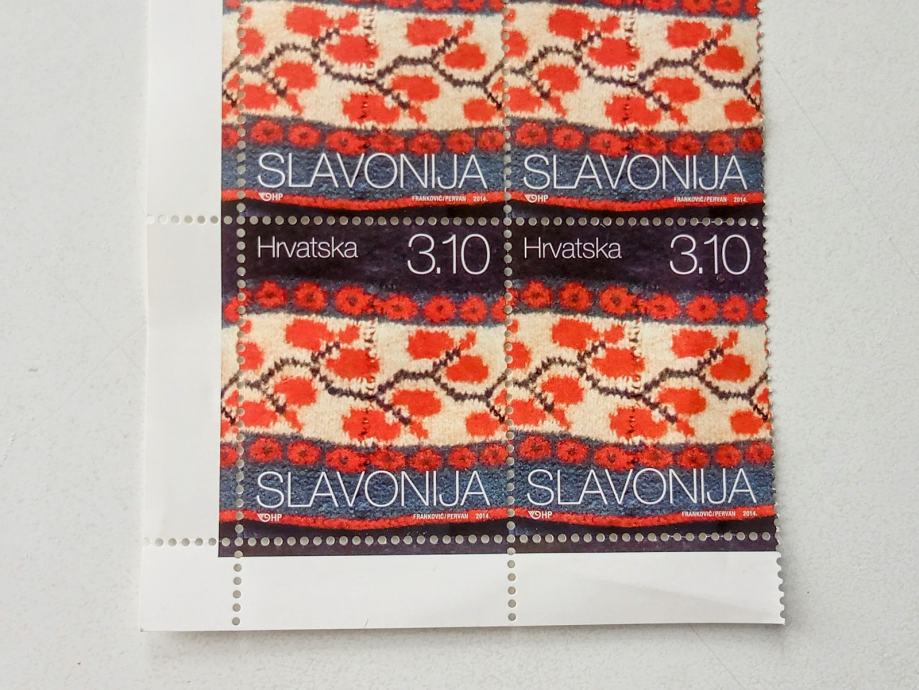 SLAVONIJA SLAVONIJA
HP FRANKOVIĆ/PERVAN 2014. HP FRANKOVIĆ/PERVAN 2014.
Hrvatska 3.10 Hrvatska 3.10
SLAVONIJA SLAVONIJA
HP FRANKOVIĆ/PERVAN 2014. HP FRANKOVIĆ/PERVAN 2014.